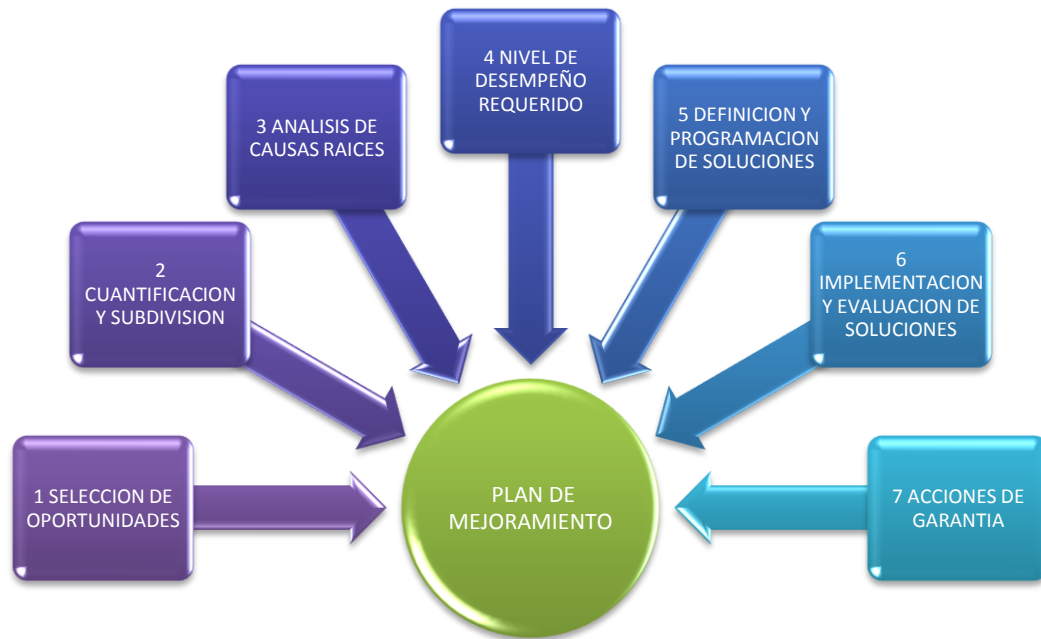 1 SELECCION DE
OPORTUNIDADES
2
CUANTIFICACION
Y SUBDIVISION
3 ANALISIS DE
CAUSAS RAICES
4 NIVEL DE
DESEMPEÑO
REQUERIDO
5 DEFINICION Y
PROGRAMACION
DE SOLUCIONES
6
IMPLEMENTACION
Y EVALUACION DE
SOLUCIONES
7 ACCIONES DE
GARANTIA
PLAN DE
MEJORAMIENTO